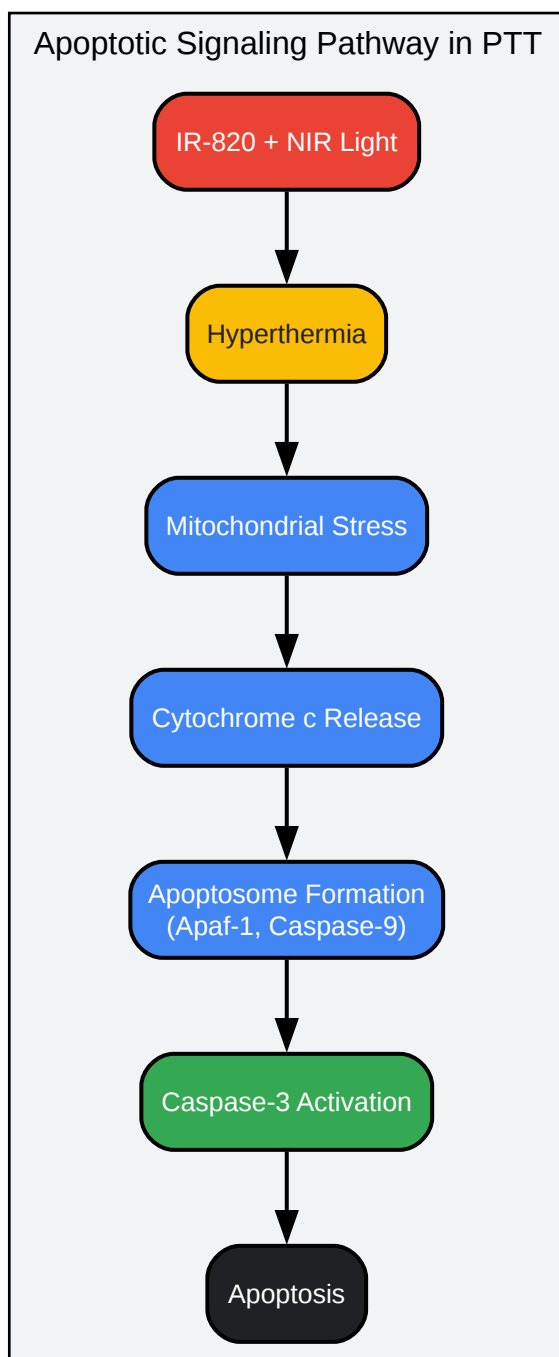 Apoptotic Signaling Pathway in PTT
IR-820 + NIR Light
Hyperthermia
Mitochondrial Stress
Cytochrome c Release
Apoptosome Formation
(Apaf-1, Caspase-9)
Caspase-3 Activation
Apoptosis